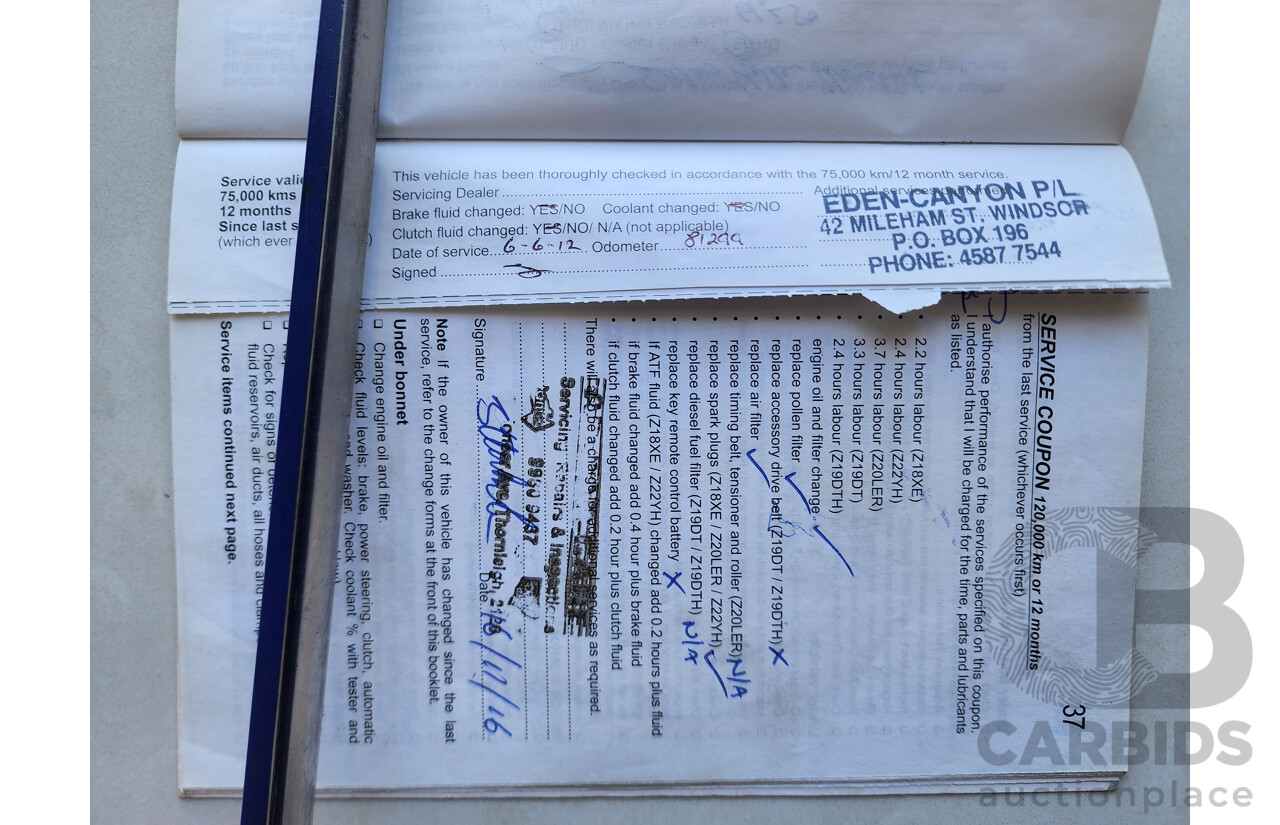 Service valid
75,000 kms
12 months
Since last s
(which ever )
This vehicle has been thoroughly checked in accordance with the 75,000 km/12 month service.
Servicing Dealer
Additional services performed
Brake fluid changed: YES/NO Coolant changed: YES/NO
Clutch fluid changed: YES/NO/ N/A (not applicable)
Date of service 6-6-12 Odometer 81299
Signed
EDEN-CANYON P/L
42 MILEHAM ST. WINDSOR
P.O. BOX 196
PHONE: 4587 7544
37
SERVICE COUPON 120,000 km or 12 months
from the last service (whichever occurs first)
I authorise performance of the services specified on this coupon.
I understand that I will be charged for the time, parts and lubricants
as listed.
• 2.2 hours labour (Z18XE)
• 2.4 hours labour (Z22YH)
• 3.7 hours labour (Z20LER)
• 3.3 hours labour (Z19DT)
• 2.4 hours labour (Z19DTH)
• engine oil and filter change ✓
• replace pollen filter ✓
• replace accessory drive belt (Z19DT / Z19DTH) X
• replace air filter ✓
• replace timing belt, tensioner and roller (Z20LER) N/A
• replace spark plugs (Z18XE / Z20LER / Z22YH) ✓
• replace diesel fuel filter (Z19DT / Z19DTH) N/A
• replace key remote control battery X
• If ATF fluid (Z18XE / Z22YH) changed add 0.2 hours plus fluid
• if brake fluid changed add 0.4 hour plus brake fluid
• if clutch fluid changed add 0.2 hour plus clutch fluid
There will also be a charge for additional services as required.
Servicing Repairs & Inspections
9980 9437
Thornleigh 2120
Signature Date 16/12/16
Note If the owner of this vehicle has changed since the last
service, refer to the change forms at the front of this booklet.
Under bonnet
❑ Change engine oil and filter.
❑ Check fluid levels: brake, power steering, clutch, automatic
and washer. Check coolant % with tester and
❑ Check for signs of
fluid reservoirs, air ducts, all hoses and
Service items continued next page.
CARBIDS
auctionplace